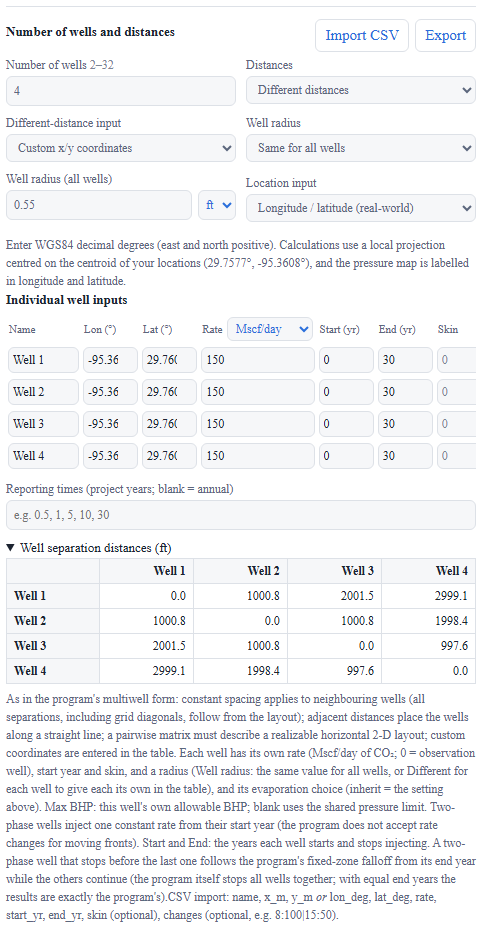 Number of wells and distances
Import CSV
Export
Number of wells 2–32
Distances
4
Different distances
Different-distance input
Well radius
Custom x/y coordinates
Same for all wells
Well radius (all wells)
Location input
0.55
ft
Longitude / latitude (real-world)
Enter WGS84 decimal degrees (east and north positive). Calculations use a local projection
centred on the centroid of your locations (29.7577°, -95.3608°), and the pressure map is labelled
in longitude and latitude.
Individual well inputs
Name Lon (°) Lat (°) Rate Mscf/day Start (yr) End (yr) Skin
Well 1 -95.36 29.76 150 0 30 0
Well 2 -95.36 29.76 150 0 30 0
Well 3 -95.36 29.76 150 0 30 0
Well 4 -95.36 29.76 150 0 30 0
Reporting times (project years; blank = annual)
e.g. 0.5, 1, 5, 10, 30
▼ Well separation distances (ft)
Well 1 Well 2 Well 3 Well 4
Well 1 0.0 1000.8 2001.5 2999.1
Well 2 1000.8 0.0 1000.8 1998.4
Well 3 2001.5 1000.8 0.0 997.6
Well 4 2999.1 1998.4 997.6 0.0
As in the program's multiwell form: constant spacing applies to neighbouring wells (all
separations, including grid diagonals, follow from the layout); adjacent distances place the wells
along a straight line; a pairwise matrix must describe a realizable horizontal 2-D layout; custom
coordinates are entered in the table. Each well has its own rate (Mscf/day of CO₂; 0 = observation
well), start year and skin, and a radius (Well radius: the same value for all wells, or Different for
each well to give each its own in the table), and its evaporation choice (inherit = the setting
above). Max BHP: this well's own allowable BHP; blank uses the shared pressure limit. Two-
phase wells inject one constant rate from their start year (the program does not accept rate
changes for moving fronts). Start and End: the years each well starts and stops injecting. A two-
phase well that stops before the last one follows the program's fixed-zone falloff from its end year
while the others continue (the program itself stops all wells together; with equal end years the
results are exactly the program's).CSV import: name, x_m, y_m or lon_deg, lat_deg, rate,
start_yr, end_yr, skin (optional), changes (optional, e.g. 8:100|15:50).